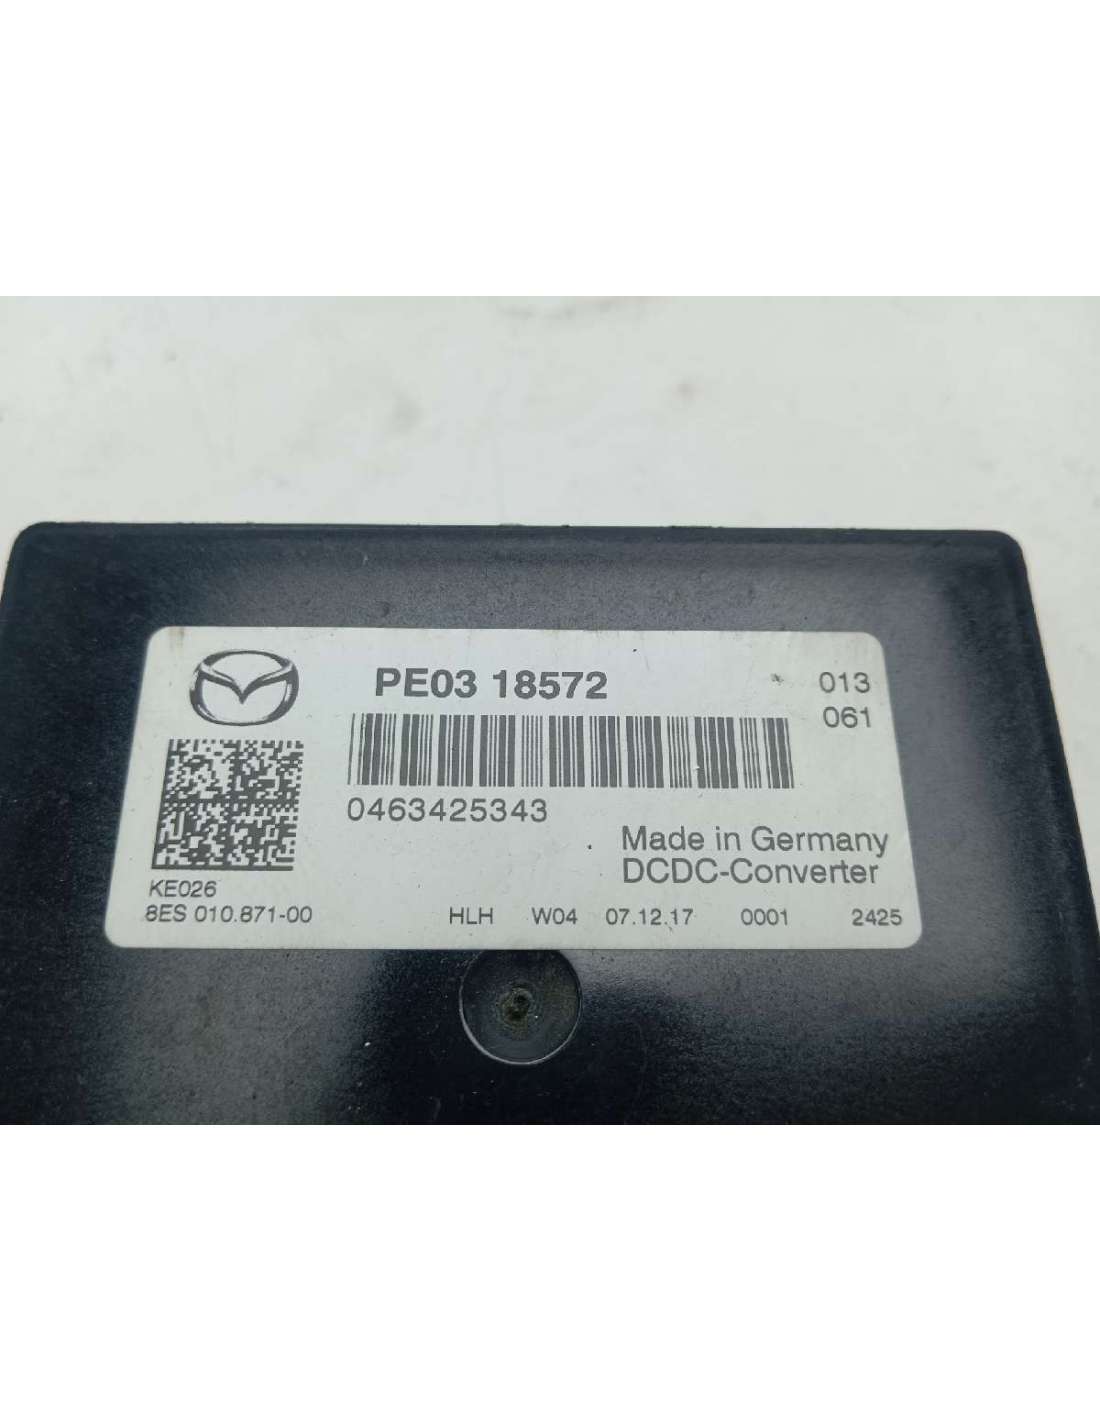 PE03 18572
013
061
0463425343
Made in Germany
DCDC-Converter
KE026
8ES 010.871-00 HLH W04 07.12.17 0001 2425